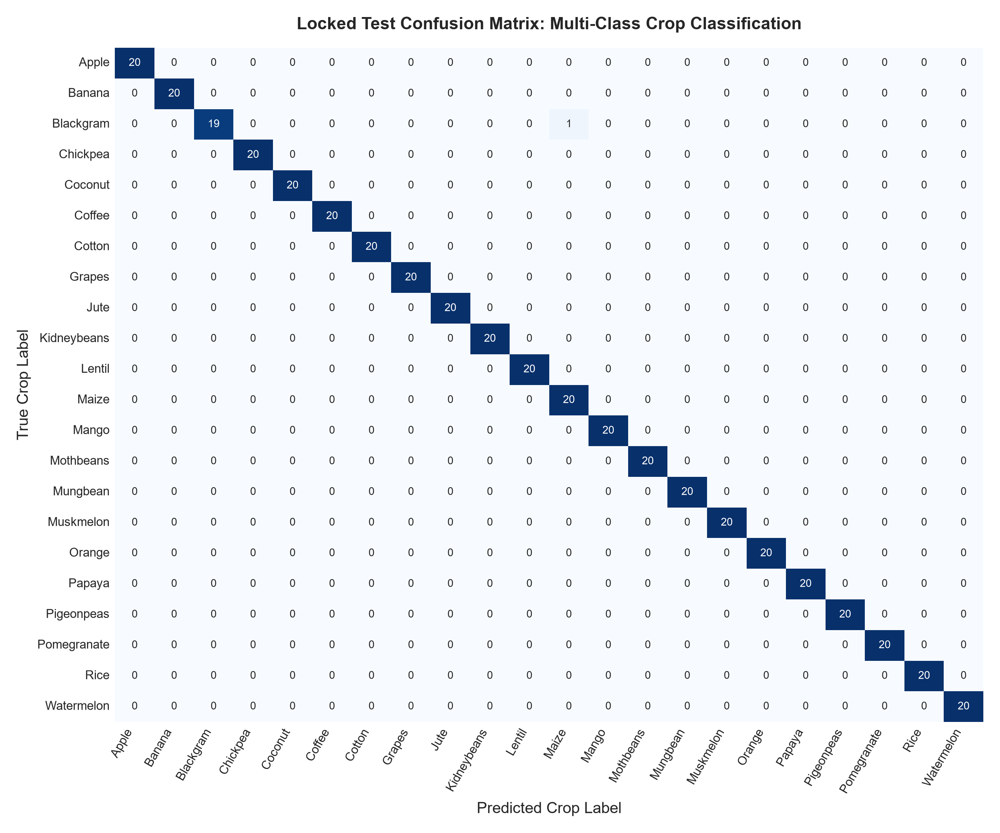 Locked Test Confusion Matrix: Multi-Class Crop Classification
True Crop Label
Apple 20 0 0 0 0 0 0 0 0 0 0 0 0 0 0 0 0 0 0 0 0 0
Banana 0 20 0 0 0 0 0 0 0 0 0 0 0 0 0 0 0 0 0 0 0 0
Blackgram 0 0 19 0 0 0 0 0 0 0 0 1 0 0 0 0 0 0 0 0 0 0
Chickpea 0 0 0 20 0 0 0 0 0 0 0 0 0 0 0 0 0 0 0 0 0 0
Coconut 0 0 0 0 20 0 0 0 0 0 0 0 0 0 0 0 0 0 0 0 0 0
Coffee 0 0 0 0 0 20 0 0 0 0 0 0 0 0 0 0 0 0 0 0 0 0
Cotton 0 0 0 0 0 0 20 0 0 0 0 0 0 0 0 0 0 0 0 0 0 0
Grapes 0 0 0 0 0 0 0 20 0 0 0 0 0 0 0 0 0 0 0 0 0 0
Jute 0 0 0 0 0 0 0 0 20 0 0 0 0 0 0 0 0 0 0 0 0 0
Kidneybeans 0 0 0 0 0 0 0 0 0 20 0 0 0 0 0 0 0 0 0 0 0 0
Lentil 0 0 0 0 0 0 0 0 0 0 20 0 0 0 0 0 0 0 0 0 0 0
Maize 0 0 0 0 0 0 0 0 0 0 0 20 0 0 0 0 0 0 0 0 0 0
Mango 0 0 0 0 0 0 0 0 0 0 0 0 20 0 0 0 0 0 0 0 0 0
Mothbeans 0 0 0 0 0 0 0 0 0 0 0 0 0 20 0 0 0 0 0 0 0 0
Mungbean 0 0 0 0 0 0 0 0 0 0 0 0 0 0 20 0 0 0 0 0 0 0
Muskmelon 0 0 0 0 0 0 0 0 0 0 0 0 0 0 0 20 0 0 0 0 0 0
Orange 0 0 0 0 0 0 0 0 0 0 0 0 0 0 0 0 20 0 0 0 0 0
Papaya 0 0 0 0 0 0 0 0 0 0 0 0 0 0 0 0 0 20 0 0 0 0
Pigeonpeas 0 0 0 0 0 0 0 0 0 0 0 0 0 0 0 0 0 0 20 0 0 0
Pomegranate 0 0 0 0 0 0 0 0 0 0 0 0 0 0 0 0 0 0 0 20 0 0
Rice 0 0 0 0 0 0 0 0 0 0 0 0 0 0 0 0 0 0 0 0 20 0
Watermelon 0 0 0 0 0 0 0 0 0 0 0 0 0 0 0 0 0 0 0 0 0 20
Apple Banana Blackgram Chickpea Coconut Coffee Cotton Grapes Jute Kidneybeans Lentil Maize Mango Mothbeans Mungbean Muskmelon Orange Papaya Pigeonpeas Pomegranate Rice Watermelon
Predicted Crop Label